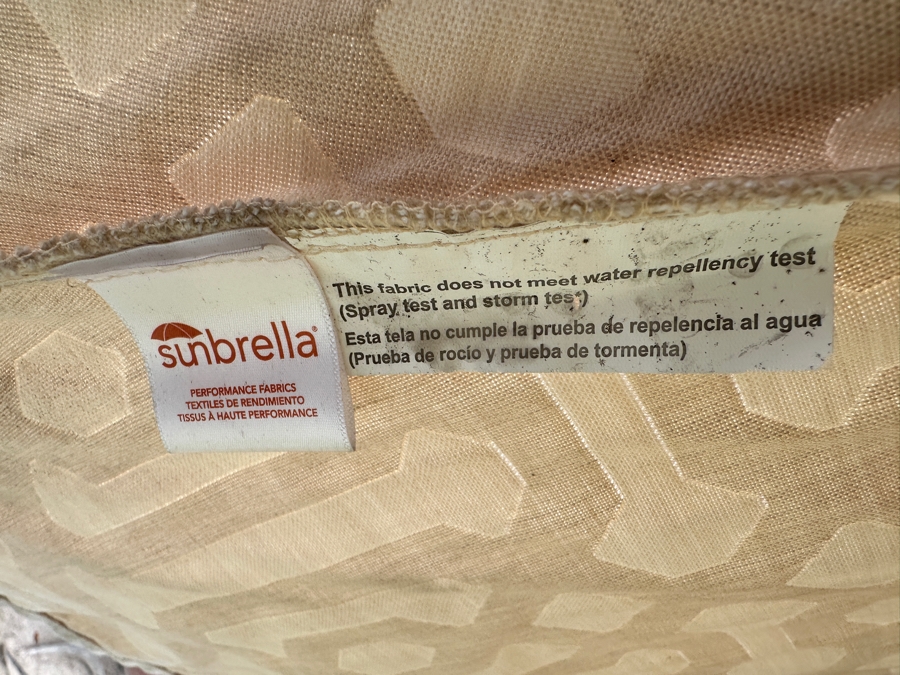 sunbrella®
PERFORMANCE FABRICS
TEXTILES DE RENDIMIENTO
TISSUS À HAUTE PERFORMANCE
This fabric does not meet water repellency test
(Spray test and storm test)
Esta tela no cumple la prueba de repelencia al agua
(Prueba de rocío y prueba de tormenta)